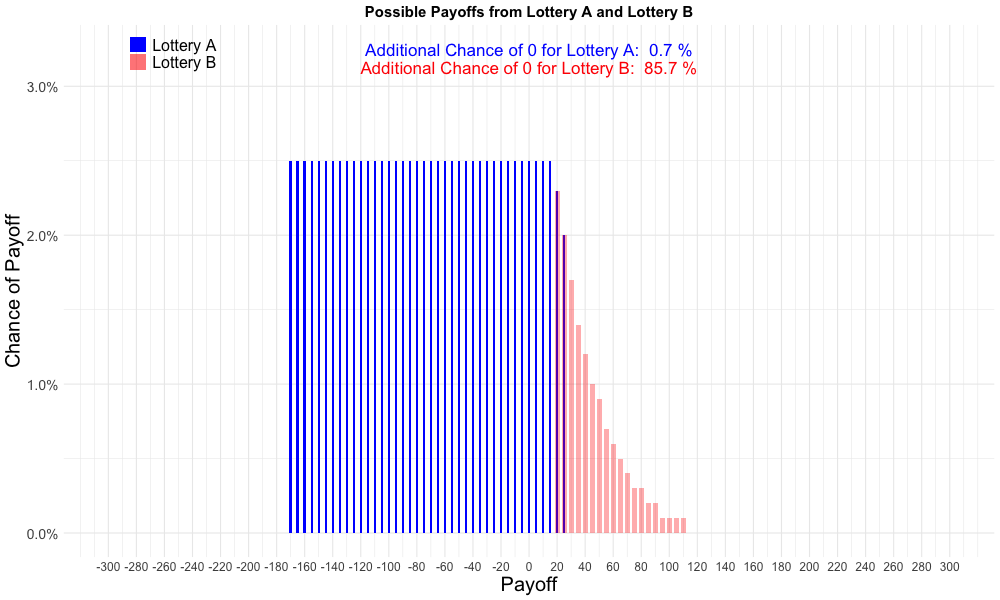 Possible Payoffs from Lottery A and Lottery B
Lottery A
Lottery B
Additional Chance of 0 for Lottery A:  0.7 %
Additional Chance of 0 for Lottery B:  85.7 %
Chance of Payoff
3.0%
2.0%
1.0%
0.0%
-300 -280 -260 -240 -220 -200 -180 -160 -140 -120 -100 -80 -60 -40 -20 0 20 40 60 80 100 120 140 160 180 200 220 240 260 280 300
Payoff